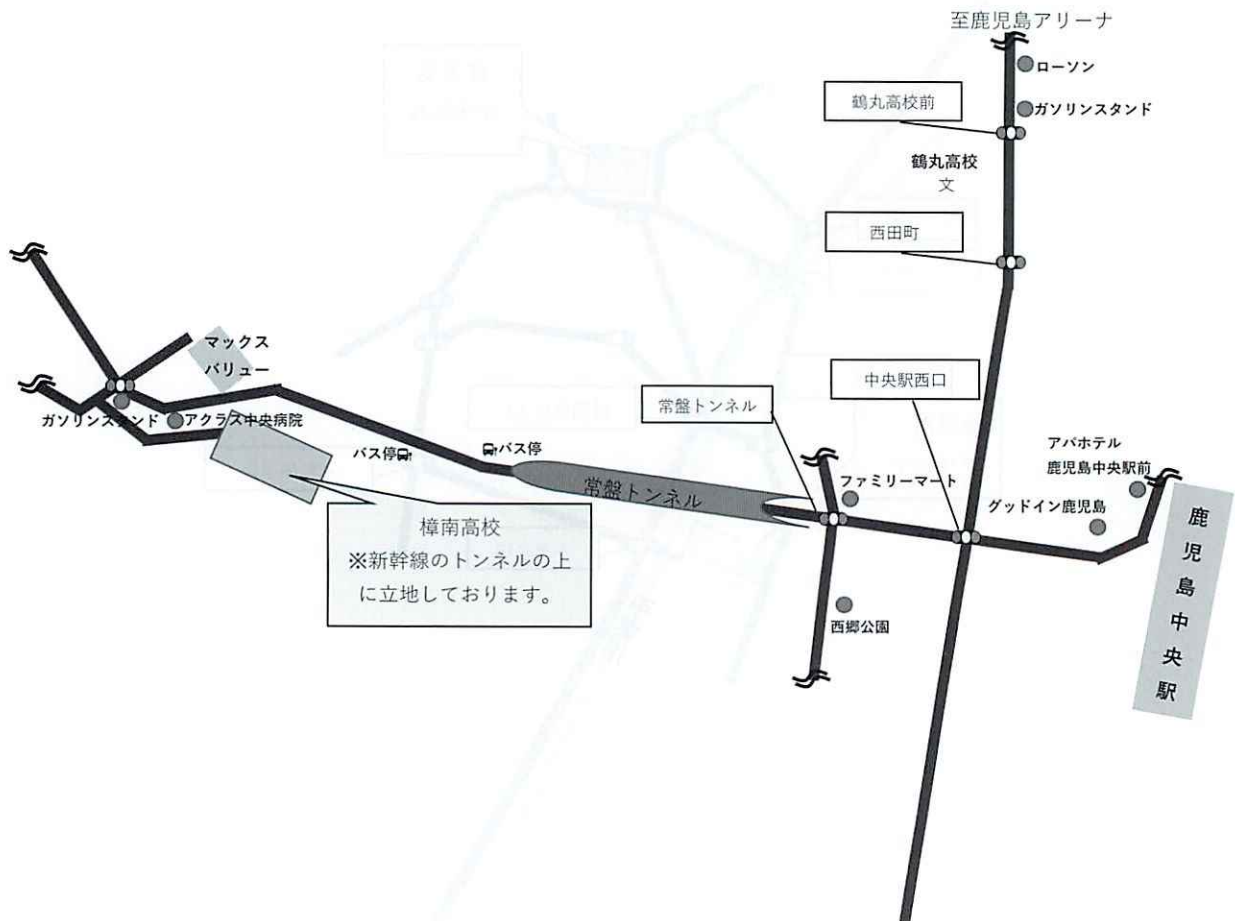 至鹿児島アリーナ
ローソン
鶴丸高校前
ガソリンスタンド
鶴丸高校
文
西田町
マックス
バリュー
中央駅西口
常盤トンネル
ガソリンスタンド
アクラス中央病院
バス停
バス停
アパホテル
鹿児島中央駅前
ファミリーマート
グッドイン鹿児島
常盤トンネル
鹿児島中央駅
樟南高校
※新幹線のトンネルの上
に立地しております。
西郷公園